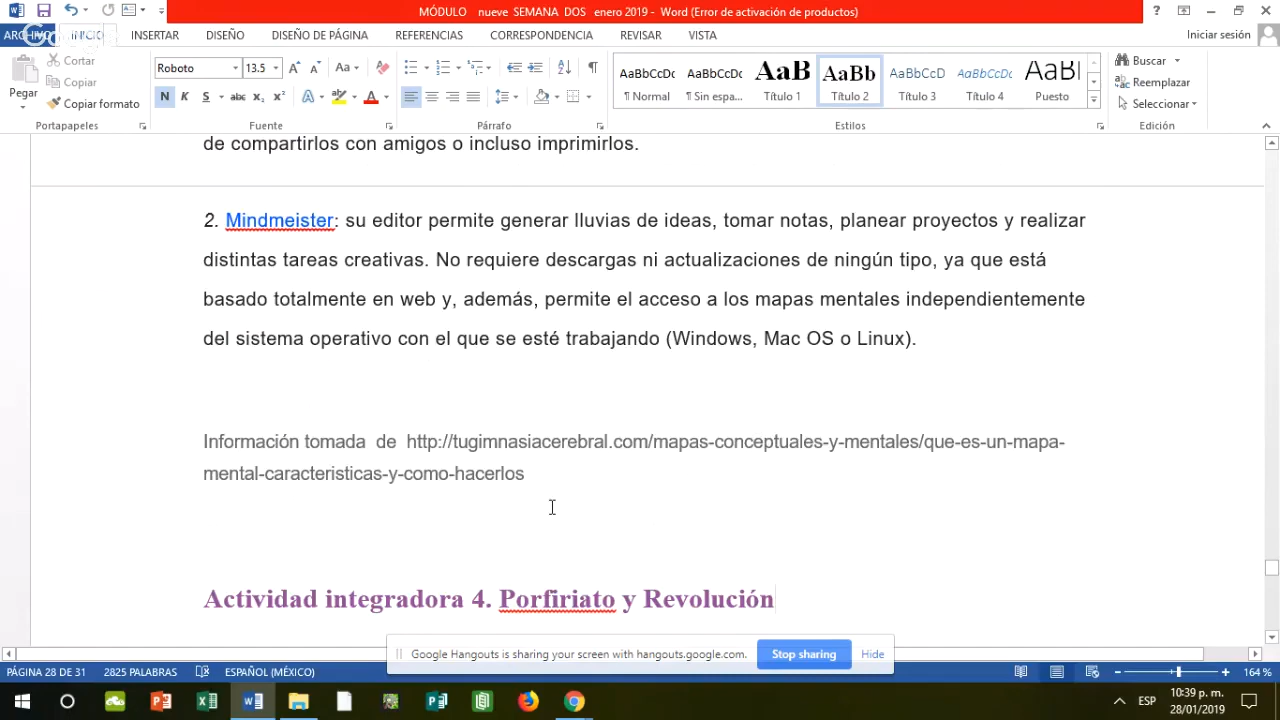 MÓDULO nueve SEMANA DOS enero 2019 - Word (Error de activación de productos)
ARCHIVO INICIO INSERTAR DISEÑO DISEÑO DE PÁGINA REFERENCIAS CORRESPONDENCIA REVISAR VISTA Iniciar sesión
Cortar
Copiar
Copiar formato
Pegar
Portapapeles
Roboto 13.5
N K S abc x₂ x²
Fuente
Párrafo
AaBbCcDc AaBbCcDc AaB AaBb AaBbCcD AaBbCcD AaBbCcD
¶ Normal ¶ Sin espa... Título 1 Título 2 Título 3 Título 4 Puesto
Estilos
Buscar
Reemplazar
Seleccionar
Edición
de compartirlos con amigos o incluso imprimirlos.
2. Mindmeister: su editor permite generar lluvias de ideas, tomar notas, planear proyectos y realizar
distintas tareas creativas. No requiere descargas ni actualizaciones de ningún tipo, ya que está
basado totalmente en web y, además, permite el acceso a los mapas mentales independientemente
del sistema operativo con el que se esté trabajando (Windows, Mac OS o Linux).
Información tomada de http://tugimnasiacerebral.com/mapas-conceptuales-y-mentales/que-es-un-mapa-
mental-caracteristicas-y-como-hacerlos
Actividad integradora 4. Porfiriato y Revolución
Google Hangouts is sharing your screen with hangouts.google.com. Stop sharing Hide
PÁGINA 28 DE 31 2825 PALABRAS ESPAÑOL (MÉXICO) 164 %
ESP
10:39 p. m.
28/01/2019